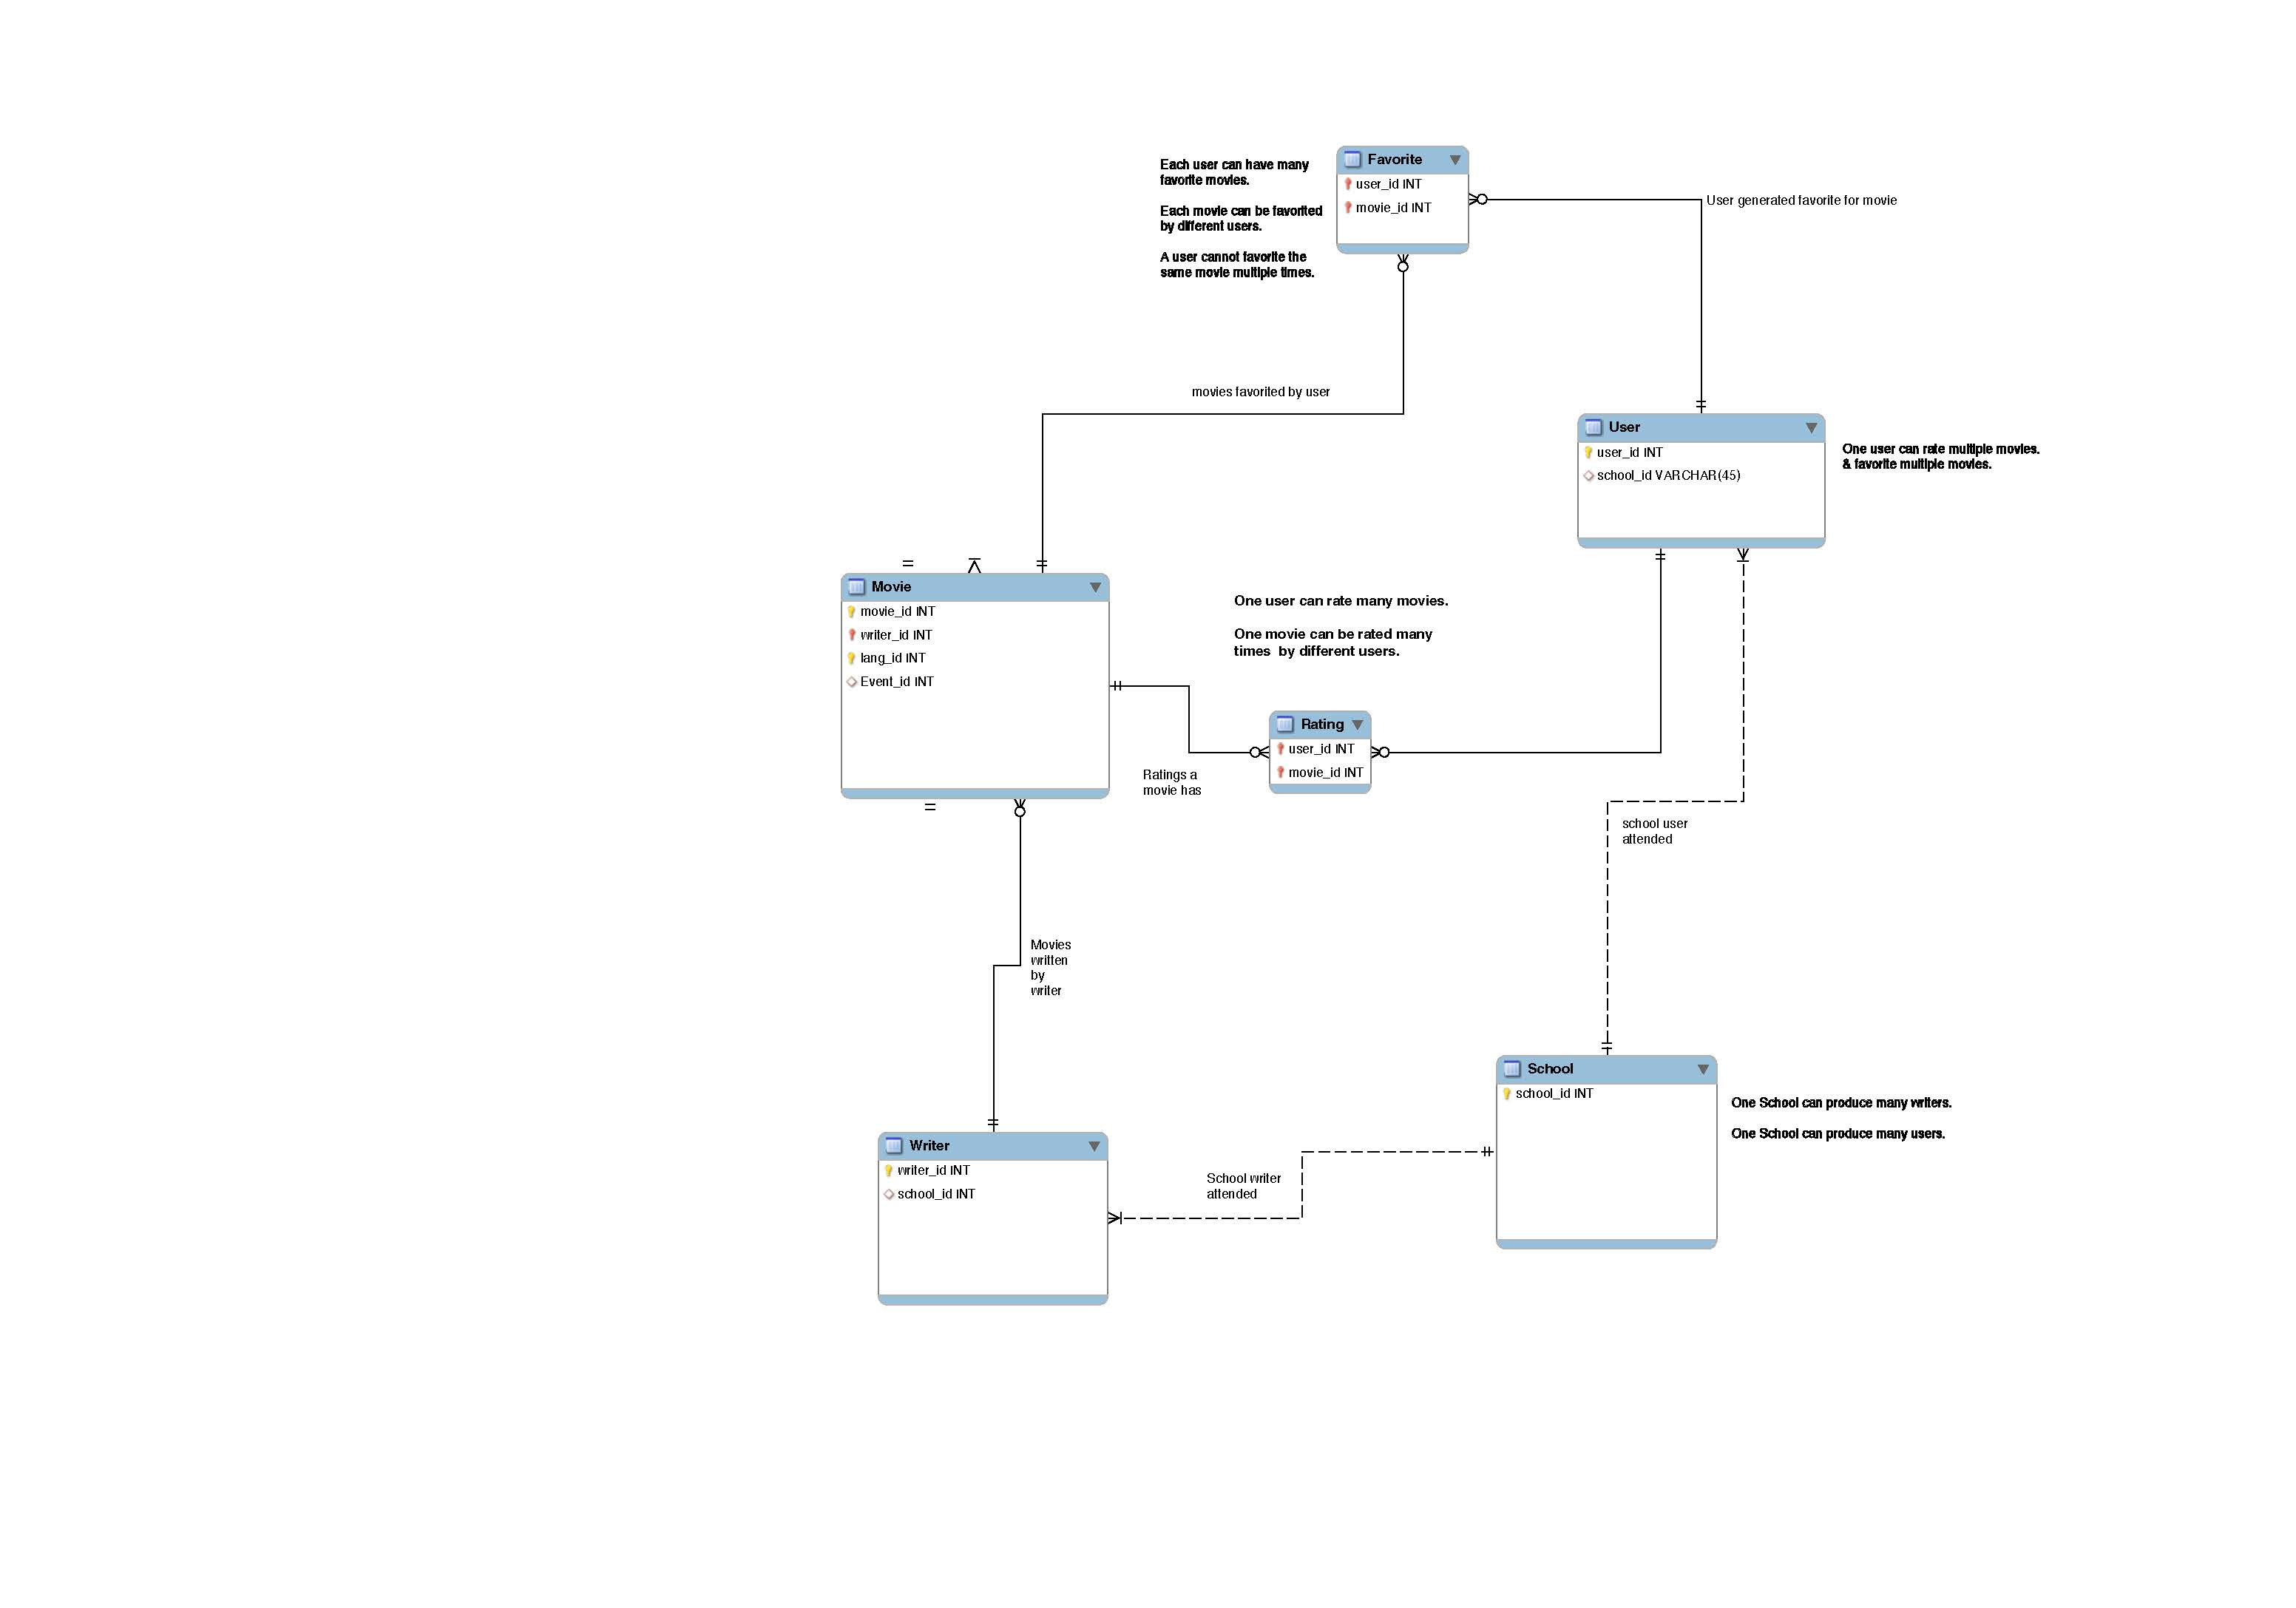 Each user can have many
favorite movies.
Each movie can be favorited
by different users.
A user cannot favorite the
same movie multiple times.
Favorite
user_id INT
movie_id INT
User generated favorite for movie
movies favorited by user
User
user_id INT
school_id VARCHAR(45)
One user can rate multiple movies.
& favorite multiple movies.
Movie
movie_id INT
writer_id INT
lang_id INT
Event_id INT
One user can rate many movies.
One movie can be rated many
times  by different users.
Rating
user_id INT
movie_id INT
Ratings a
movie has
school user
attended
Movies
written
by
writer
School
school_id INT
One School can produce many writers.
One School can produce many users.
Writer
writer_id INT
school_id INT
School writer
attended